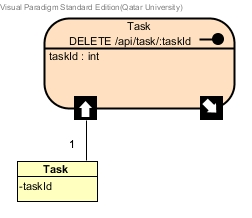 Visual Paradigm Standard Edition(Qatar University)
Task
DELETE /api/task/:taskId
taskId : int
1
Task
-taskId